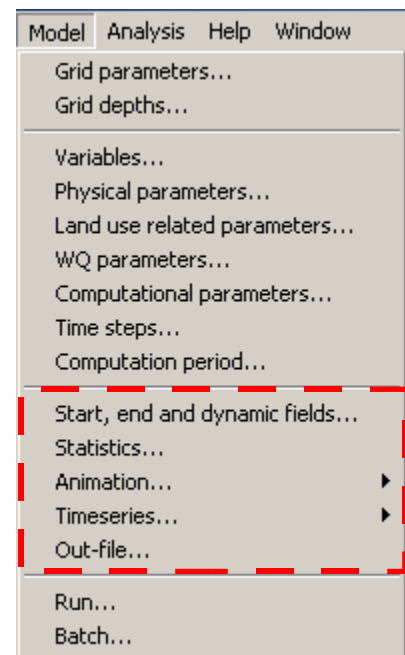 Model Analysis Help Window
Grid parameters...
Grid depths...
Variables...
Physical parameters...
Land use related parameters...
WQ parameters...
Computational parameters...
Time steps...
Computation period...
Start, end and dynamic fields...
Statistics...
Animation...
Timeseries...
Out-file...
Run...
Batch...